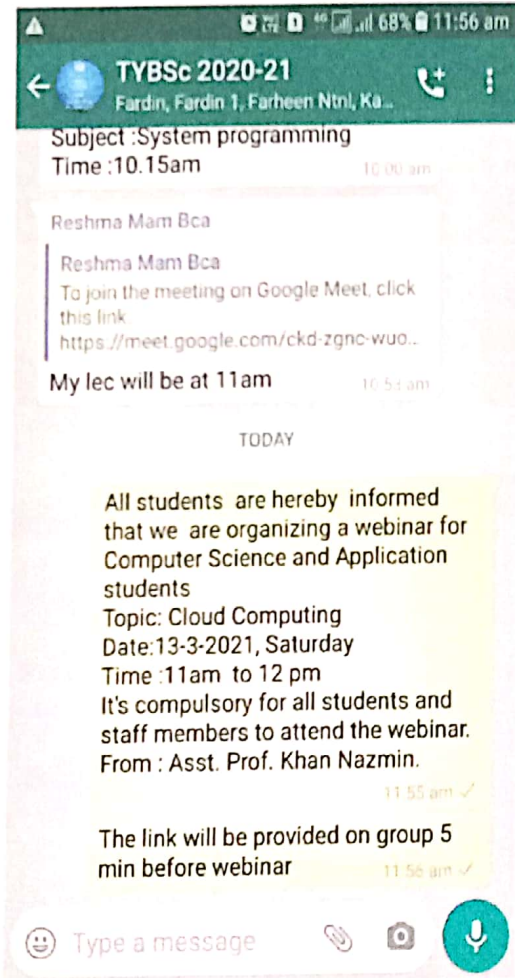 68% 11:56 am
TYBSc 2020-21
Fardin, Fardin 1, Farheen Ntnl, Ka...
Subject :System programming
Time :10.15am
10:00 am
Reshma Mam Bca
Reshma Mam Bca
To join the meeting on Google Meet, click
this link
https://meet.google.com/ckd-zgnc-wuo...
My lec will be at 11am
10:53 am
TODAY
All students are hereby informed
that we are organizing a webinar for
Computer Science and Application
students
Topic: Cloud Computing
Date:13-3-2021, Saturday
Time :11am to 12 pm
It's compulsory for all students and
staff members to attend the webinar.
From : Asst. Prof. Khan Nazmin.
11:55 am
The link will be provided on group 5
min before webinar
11:56 am
Type a message